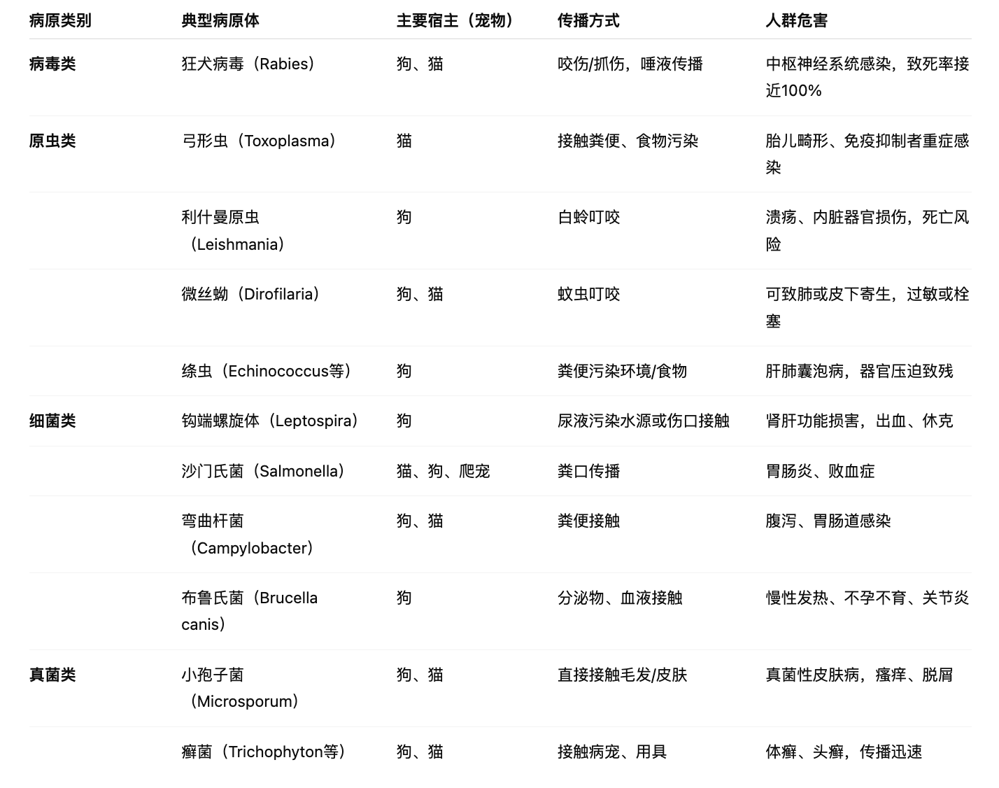 病原类别 典型病原体 主要宿主（宠物） 传播方式 人群危害
病毒类 狂犬病毒（Rabies） 狗、猫 咬伤/抓伤，唾液传播 中枢神经系统感染，致死率接
近100%
原虫类 弓形虫（Toxoplasma） 猫 接触粪便、食物污染 胎儿畸形、免疫抑制者重症感
染
利什曼原虫 狗 白蛉叮咬 溃疡、内脏器官损伤，死亡风
（Leishmania） 险
微丝蚴（Dirofilaria） 狗、猫 蚊虫叮咬 可致肺或皮下寄生，过敏或栓
塞
绦虫（Echinococcus等） 狗 粪便污染环境/食物 肝肺囊泡病，器官压迫致残
细菌类 钩端螺旋体（Leptospira） 狗 尿液污染水源或伤口接触 肾肝功能损害，出血、休克
沙门氏菌（Salmonella） 猫、狗、爬宠 粪口传播 胃肠炎、败血症
弯曲杆菌 狗、猫 粪便接触 腹泻、胃肠道感染
（Campylobacter）
布鲁氏菌（Brucella 狗 分泌物、血液接触 慢性发热、不孕不育、关节炎
canis）
真菌类 小孢子菌 狗、猫 直接接触毛发/皮肤 真菌性皮肤病，瘙痒、脱屑
（Microsporum）
癣菌（Trichophyton等） 狗、猫 接触病宠、用具 体癣、头癣，传播迅速